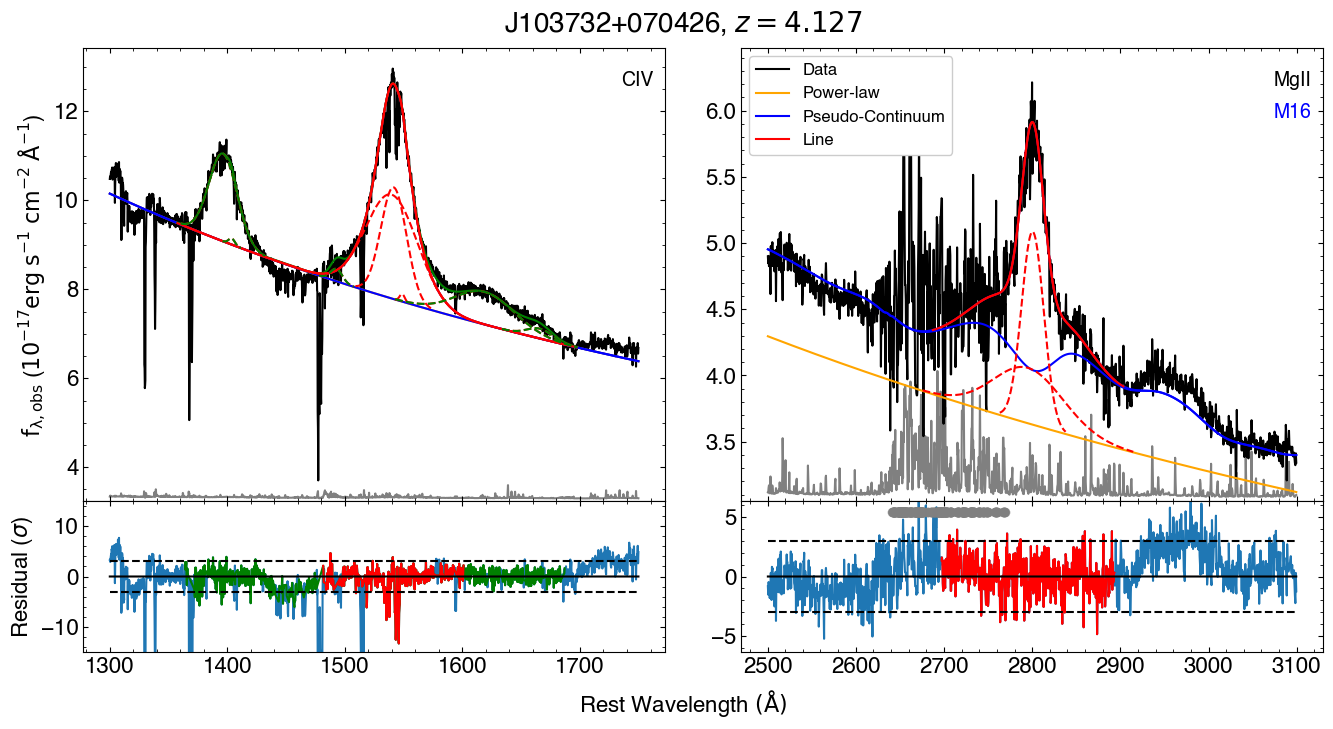 J103732+070426, z = 4.127
CIV
MgII
M16
Data
Power-law
Pseudo-Continuum
Line
f_λ,obs (10^−17 erg s^−1 cm^−2 Å^−1)
12
10
8
6
4
6.0
5.5
5.0
4.5
4.0
3.5
Residual (σ)
10
0
−10
5
0
−5
1300 1400 1500 1600 1700
2500 2600 2700 2800 2900 3000 3100
Rest Wavelength (Å)